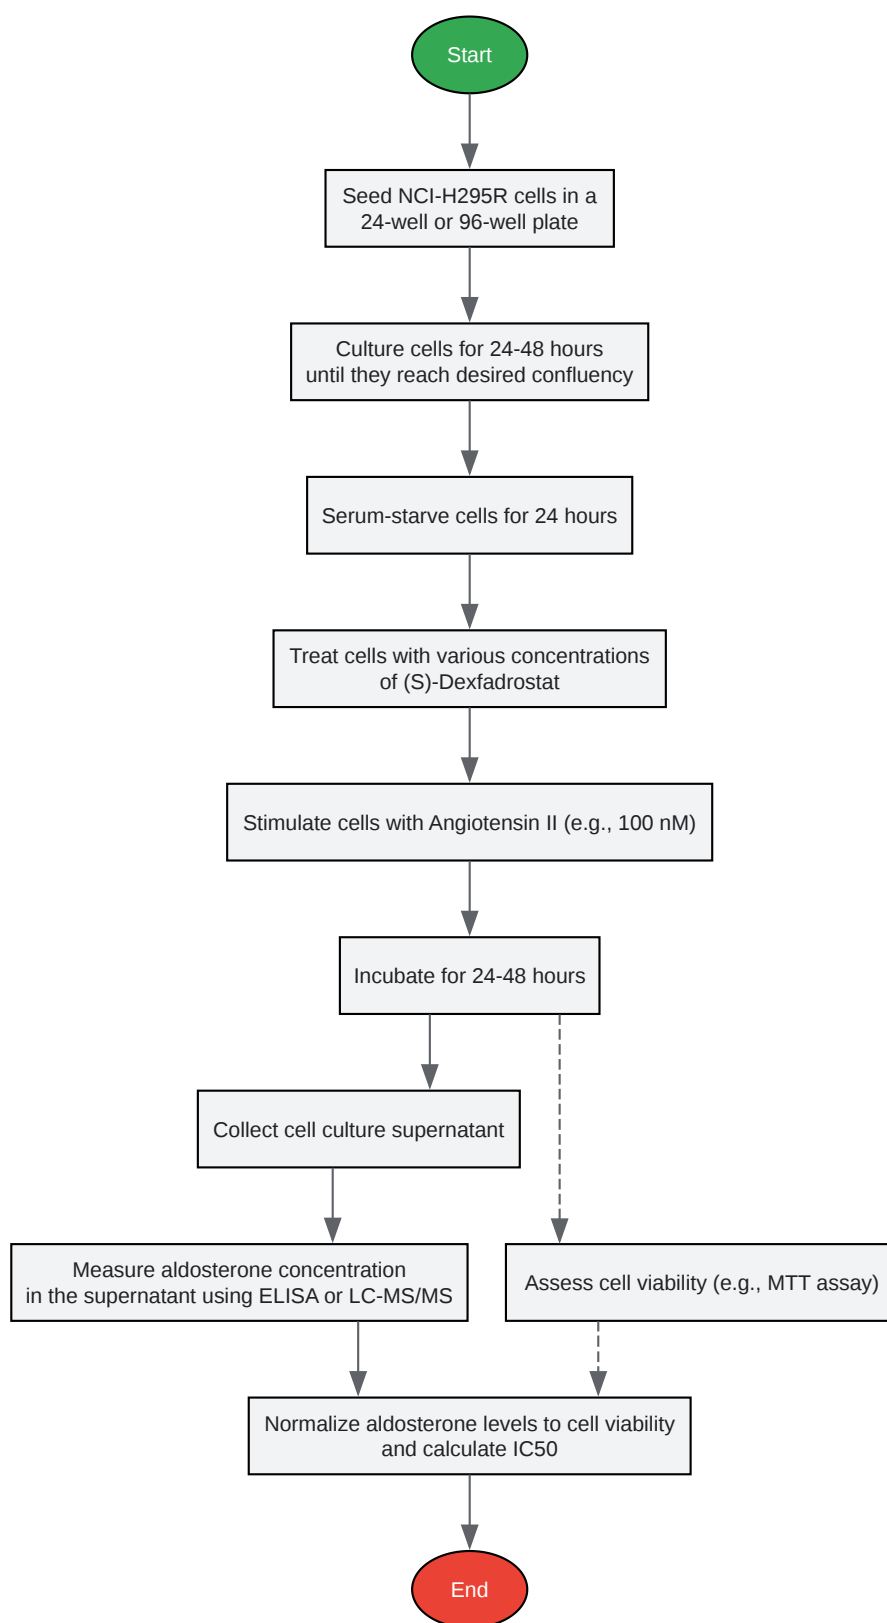 Start
Seed NCI-H295R cells in a
24-well or 96-well plate
Culture cells for 24-48 hours
until they reach desired confluency
Serum-starve cells for 24 hours
Treat cells with various concentrations
of (S)-Dexfadrostat
Stimulate cells with Angiotensin II (e.g., 100 nM)
Incubate for 24-48 hours
Collect cell culture supernatant
Measure aldosterone concentration
in the supernatant using ELISA or LC-MS/MS
Assess cell viability (e.g., MTT assay)
Normalize aldosterone levels to cell viability
and calculate IC50
End